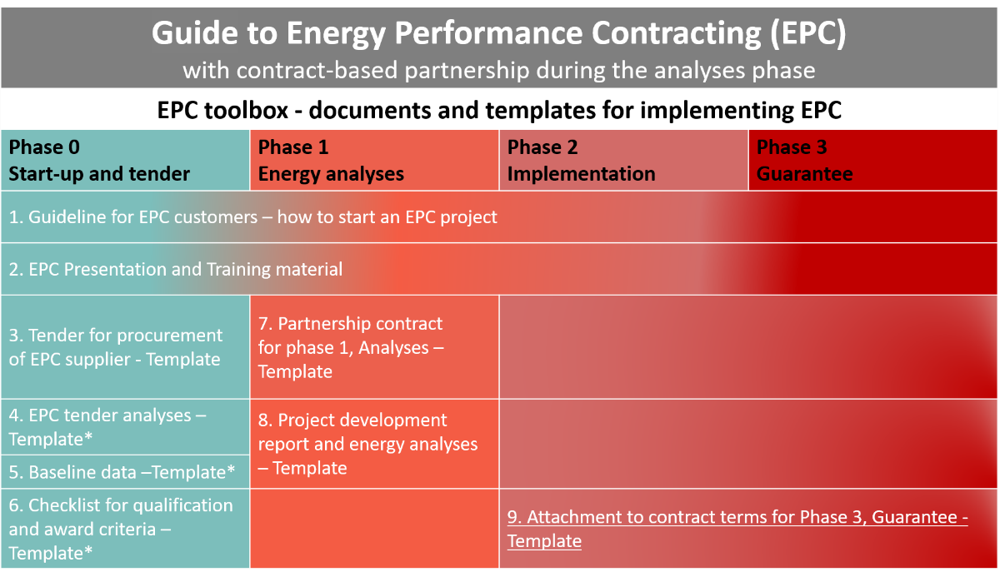 Guide to Energy Performance Contracting (EPC)
with contract-based partnership during the analyses phase
EPC toolbox - documents and templates for implementing EPC
Phase 0
Start-up and tender
Phase 1
Energy analyses
Phase 2
Implementation
Phase 3
Guarantee
1. Guideline for EPC customers – how to start an EPC project
2. EPC Presentation and Training material
3. Tender for procurement
of EPC supplier - Template
7. Partnership contract
for phase 1, Analyses –
Template
4. EPC tender analyses –
Template*
5. Baseline data –Template*
8. Project development
report and energy analyses
– Template
6. Checklist for qualification
and award criteria –
Template*
9. Attachment to contract terms for Phase 3, Guarantee -
Template